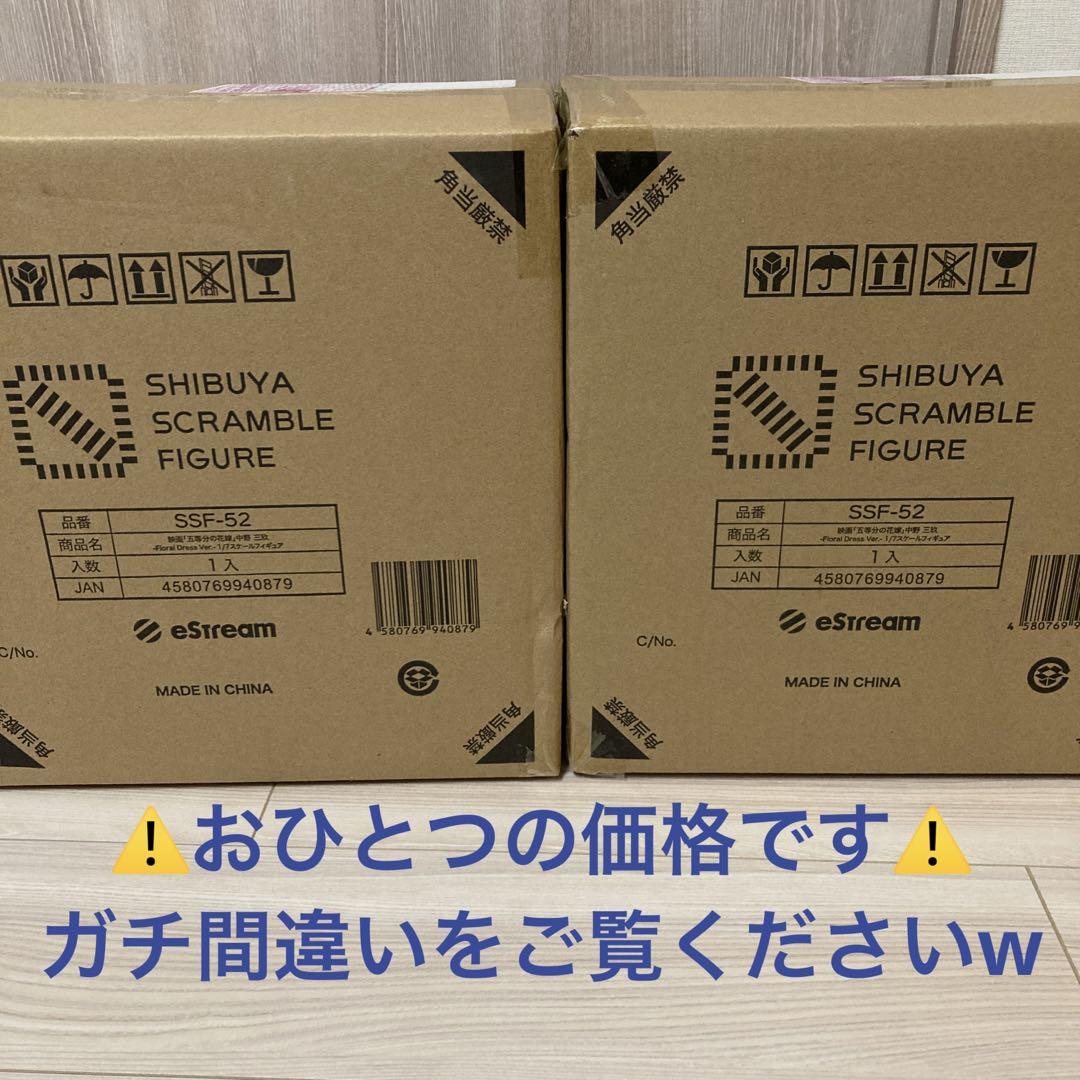 角当厳禁
SHIBUYA
SCRAMBLE
FIGURE
品番 SSF-52
商品名 映画「五等分の花嫁」中野 三玖
-Floral Dress Ver.- 1/7スケールフィギュア
入数 1入
JAN 4580769940879
eStream
4 580769 940879
C/No.
MADE IN CHINA
角当厳禁
角当厳禁
角当厳禁
SHIBUYA
SCRAMBLE
FIGURE
品番 SSF-52
商品名 映画「五等分の花嫁」中野 三玖
-Floral Dress Ver.- 1/7スケールフィギュア
入数 1入
JAN 4580769940879
eStream
4 580769 9
C/No.
MADE IN CHINA
角当厳禁
⚠️おひとつの価格です⚠️
ガチ間違いをご覧くださいw